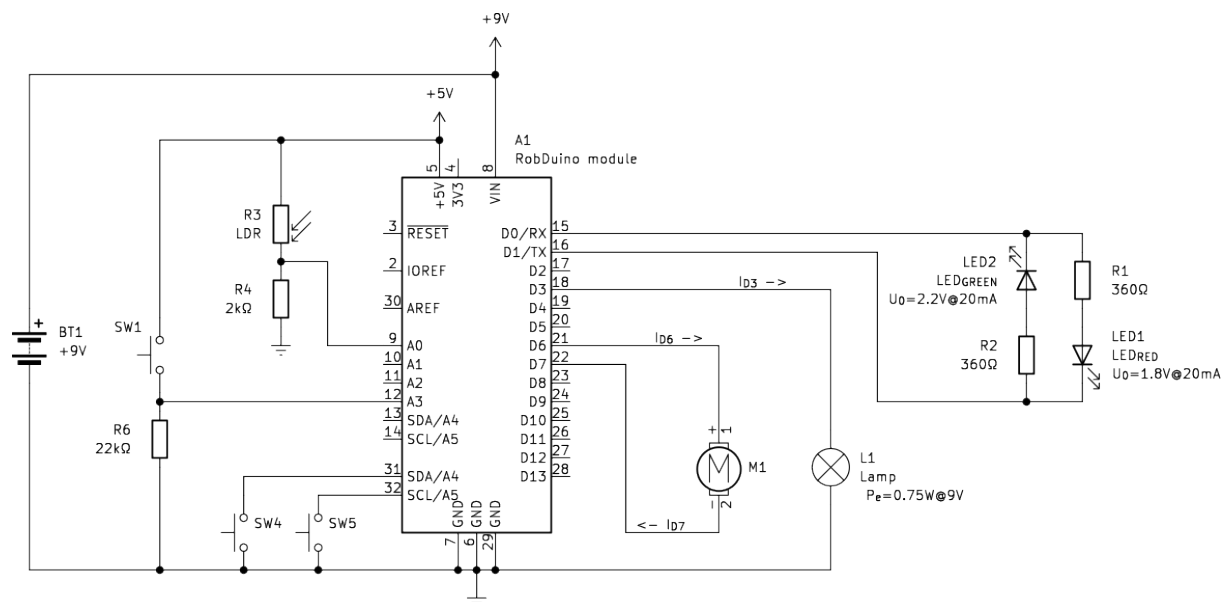 +9V
+5V
A1
RobDuino module
5
4
8
+5V
3V3
VIN
R3
LDR
R4
2kΩ
3
RESET
2
IOREF
30
AREF
9
A0
10
A1
11
A2
12
A3
13
SDA/A4
14
SCL/A5
31
SDA/A4
32
SCL/A5
D0/RX
15
D1/TX
16
D2
17
D3
18
D4
19
D5
20
D6
21
D7
22
D8
23
D9
24
D10
25
D11
26
D12
27
D13
28
GND
GND
GND
7
6
29
BT1
+9V
+
SW1
R6
22kΩ
SW4
SW5
ID3 ->
ID6 ->
<- ID7
+
1
M1
-
2
L1
Lamp
Pe=0.75W@9V
LED2
LEDGREEN
U0=2.2V@20mA
R2
360Ω
R1
360Ω
LED1
LEDRED
U0=1.8V@20mA